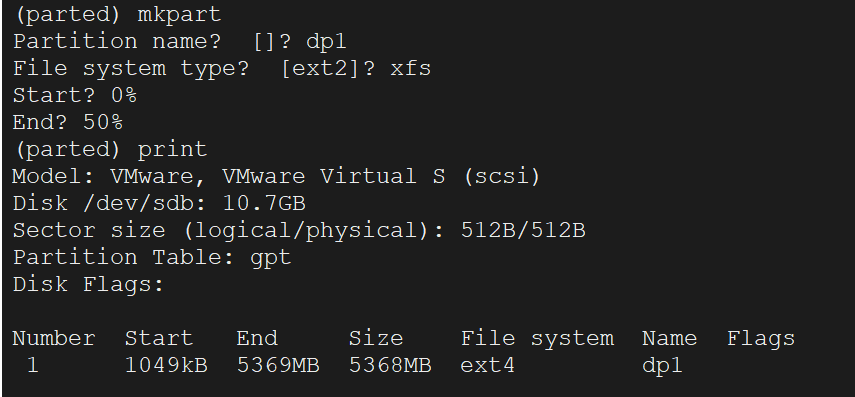 (parted) mkpart
Partition name?  []? dp1
File system type?  [ext2]? xfs
Start? 0%
End? 50%
(parted) print
Model: VMware, VMware Virtual S (scsi)
Disk /dev/sdb: 10.7GB
Sector size (logical/physical): 512B/512B
Partition Table: gpt
Disk Flags:
Number  Start   End     Size    File system  Name  Flags
 1      1049kB  5369MB  5368MB  ext4         dp1